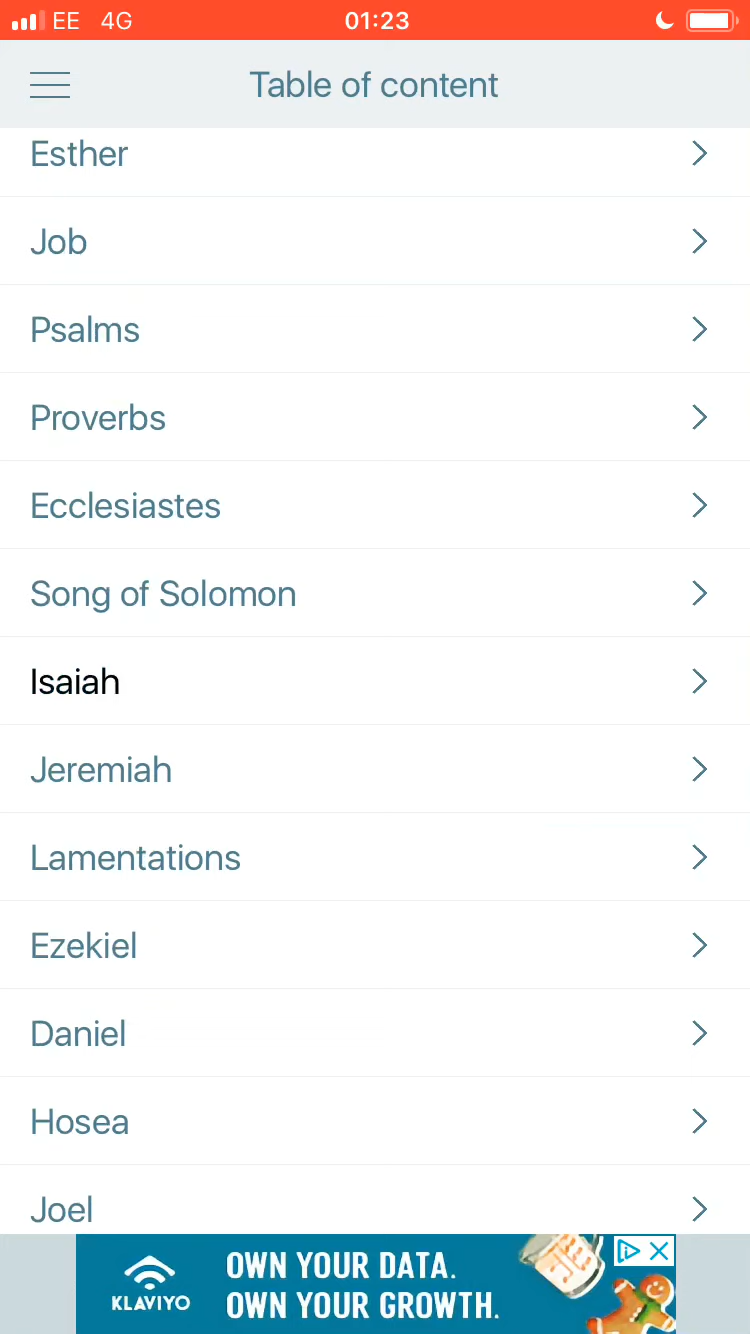 EE 4G 01:23
Table of content
Esther
Job
Psalms
Proverbs
Ecclesiastes
Song of Solomon
Isaiah
Jeremiah
Lamentations
Ezekiel
Daniel
Hosea
Joel
KLAVIYO
OWN YOUR DATA.
OWN YOUR GROWTH.